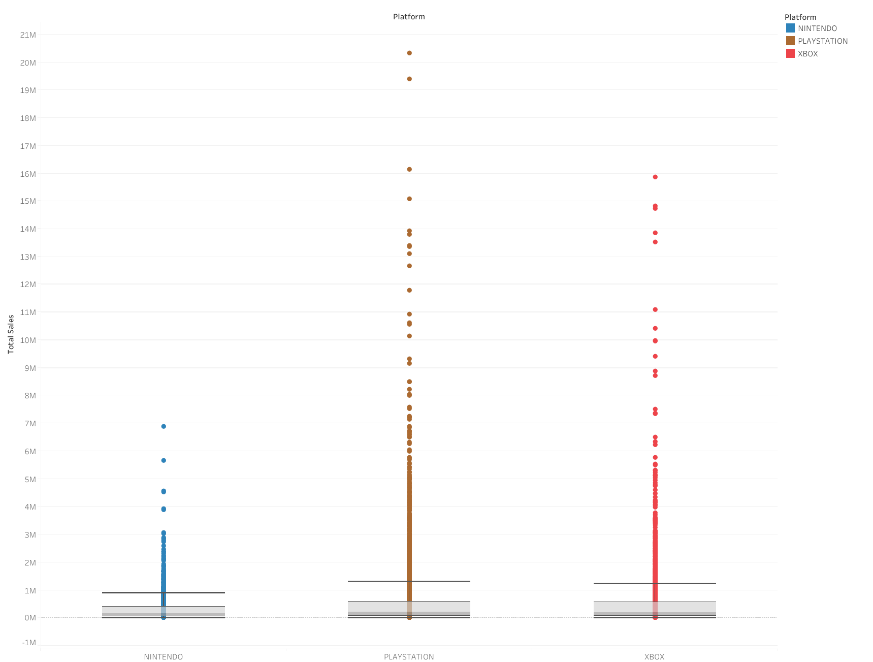 Platform
Platform
NINTENDO
PLAYSTATION
XBOX
21M
20M
19M
18M
17M
16M
15M
14M
13M
12M
11M
10M
9M
8M
7M
6M
5M
4M
3M
2M
1M
0M
-1M
Total Sales
NINTENDO
PLAYSTATION
XBOX